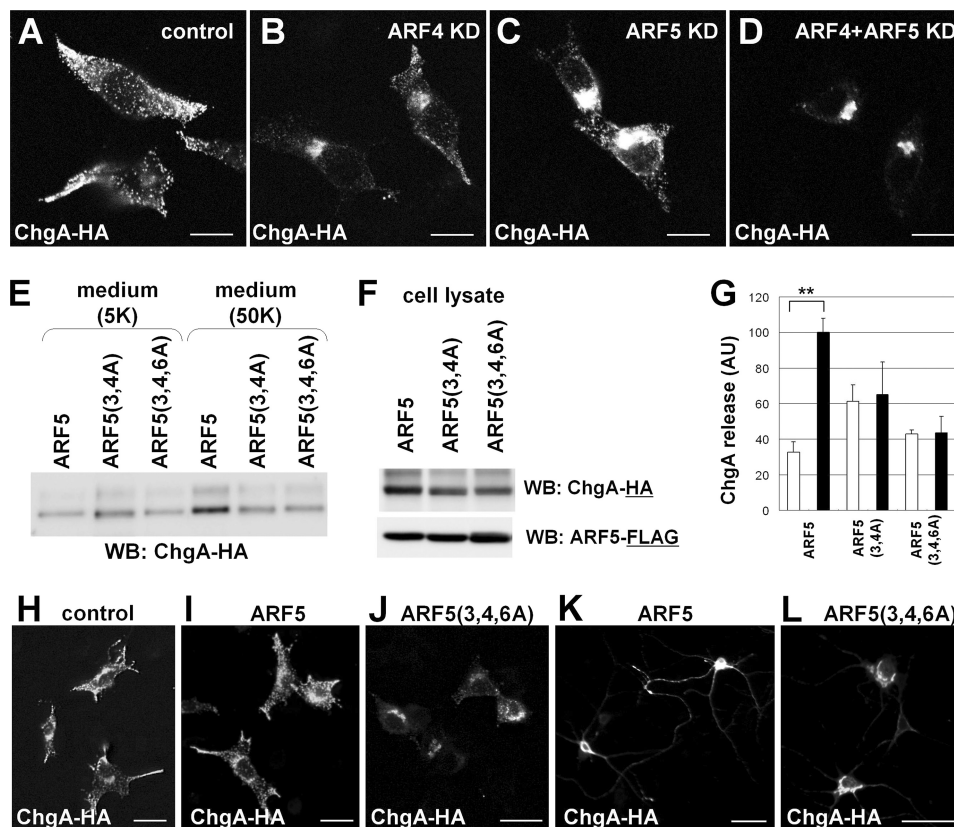 A control
B ARF4 KD
C ARF5 KD
D ARF4+ARF5 KD
ChgA-HA
ChgA-HA
ChgA-HA
ChgA-HA
E
medium
(5K)
medium
(50K)
ARF5
ARF5(3,4A)
ARF5(3,4,6A)
ARF5
ARF5(3,4A)
ARF5(3,4,6A)
WB: ChgA-HA
F
cell lysate
ARF5
ARF5(3,4A)
ARF5(3,4,6A)
WB: ChgA-HA
WB: ARF5-FLAG
G
ChgA release (AU)
120
100
80
60
40
20
0
**
ARF5
ARF5
(3,4A)
ARF5
(3,4,6A)
H control
I ARF5
J ARF5(3,4,6A)
K ARF5
L ARF5(3,4,6A)
ChgA-HA
ChgA-HA
ChgA-HA
ChgA-HA
ChgA-HA